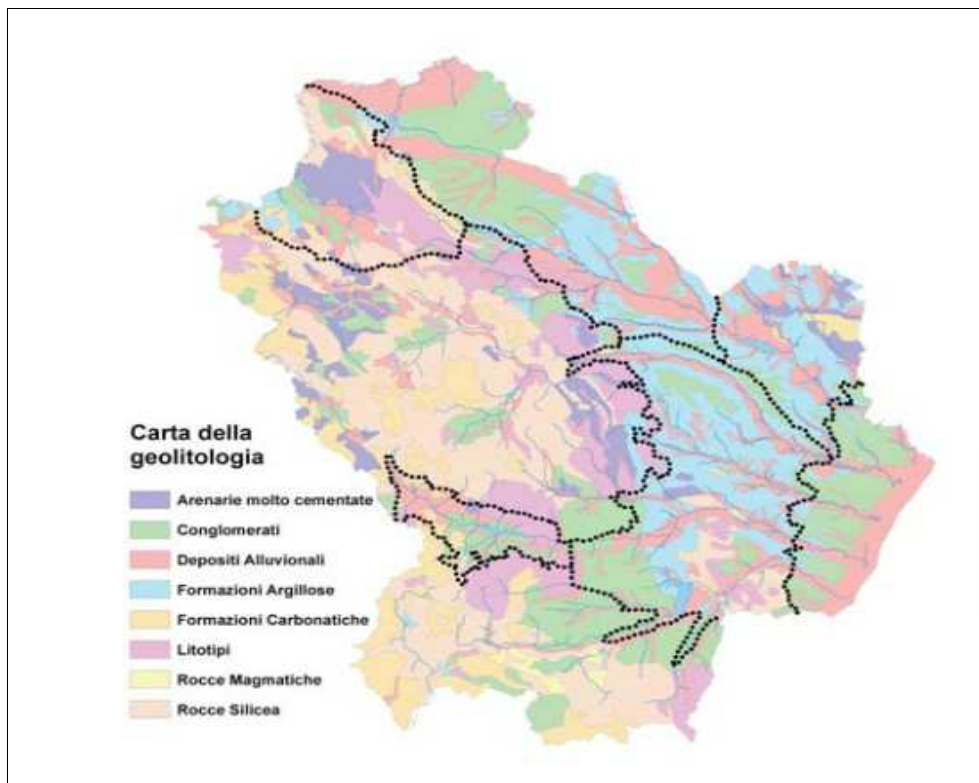 Carta della
geolitologia
Arenarie molto cementate
Conglomerati
Depositi Alluvionali
Formazioni Argillose
Formazioni Carbonatiche
Litotipi
Rocce Magmatiche
Rocce Silicea